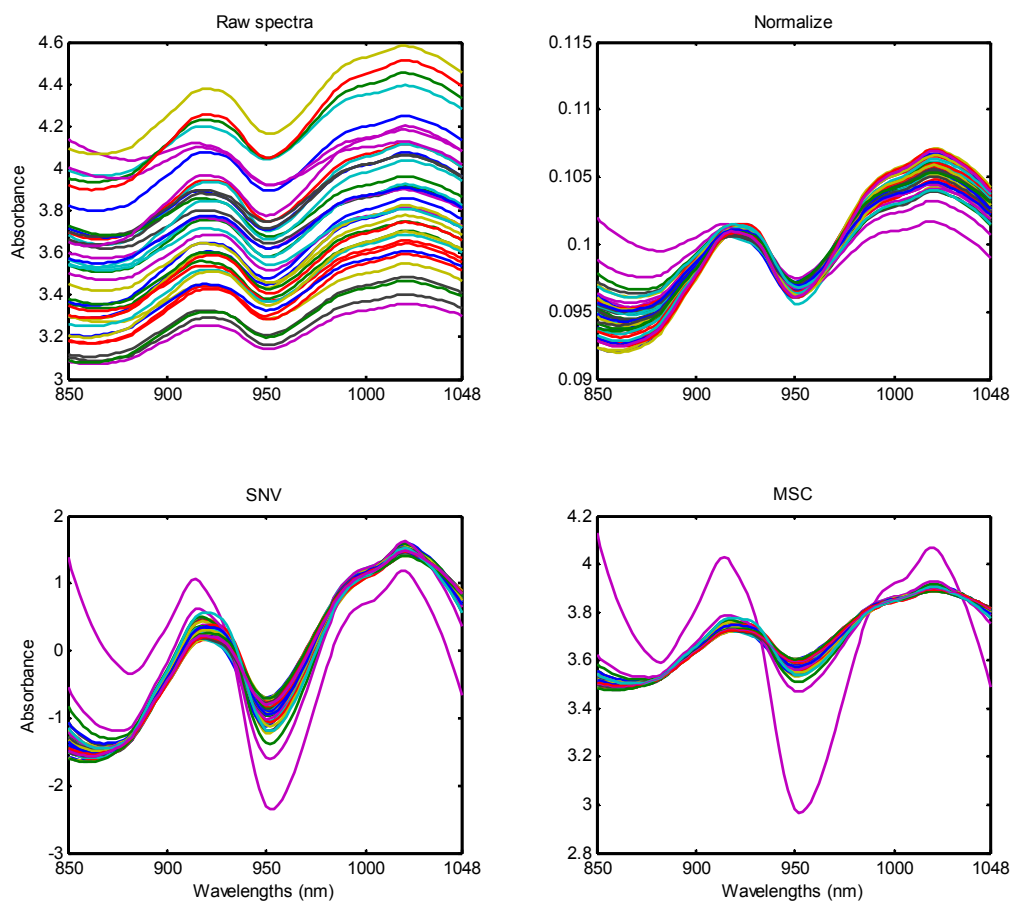 Raw spectra
4.6
4.4
4.2
4
3.8
3.6
3.4
3.2
3
Absorbance
850 900 950 1000 1048
Normalize
0.115
0.11
0.105
0.1
0.095
0.09
850 900 950 1000 1048
SNV
2
1
0
-1
-2
-3
Absorbance
850 900 950 1000 1048
Wavelengths (nm)
MSC
4.2
4
3.8
3.6
3.4
3.2
3
2.8
850 900 950 1000 1048
Wavelengths (nm)